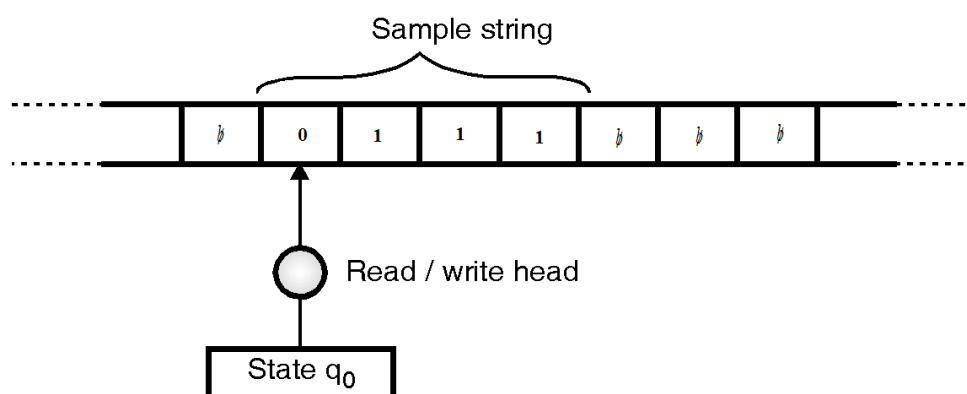 Sample string
ƀ 0 1 1 1 ƀ ƀ ƀ
Read / write head
State q₀